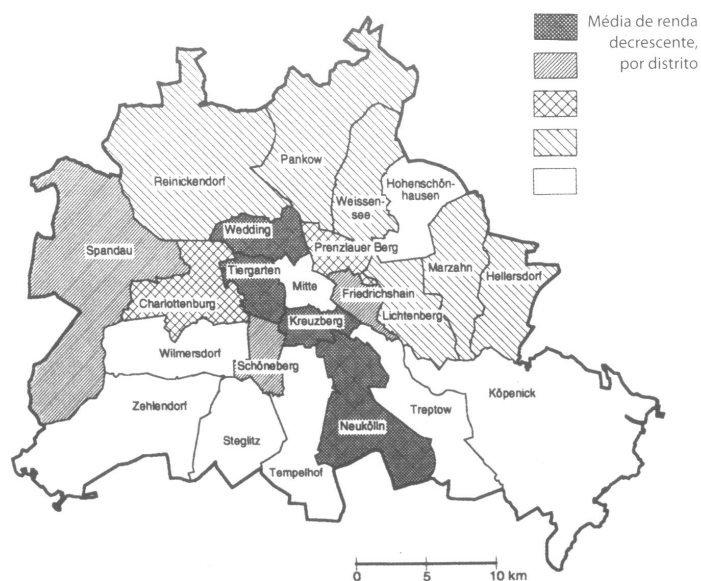 Média de renda
decrescente,
por distrito
Pankow
Reinickendorf
Hohenschön-
hausen
Weissen-
see
Wedding
Spandau
Prenzlauer Berg
Tiergarten
Marzahn
Hellersdorf
Mitte
Friedrichshain
Charlottenburg
Lichtenberg
Kreuzberg
Wilmersdorf
Schöneberg
Köpenick
Zehlendorf
Treptow
Neukölln
Steglitz
Tempelhof
0 5 10 km